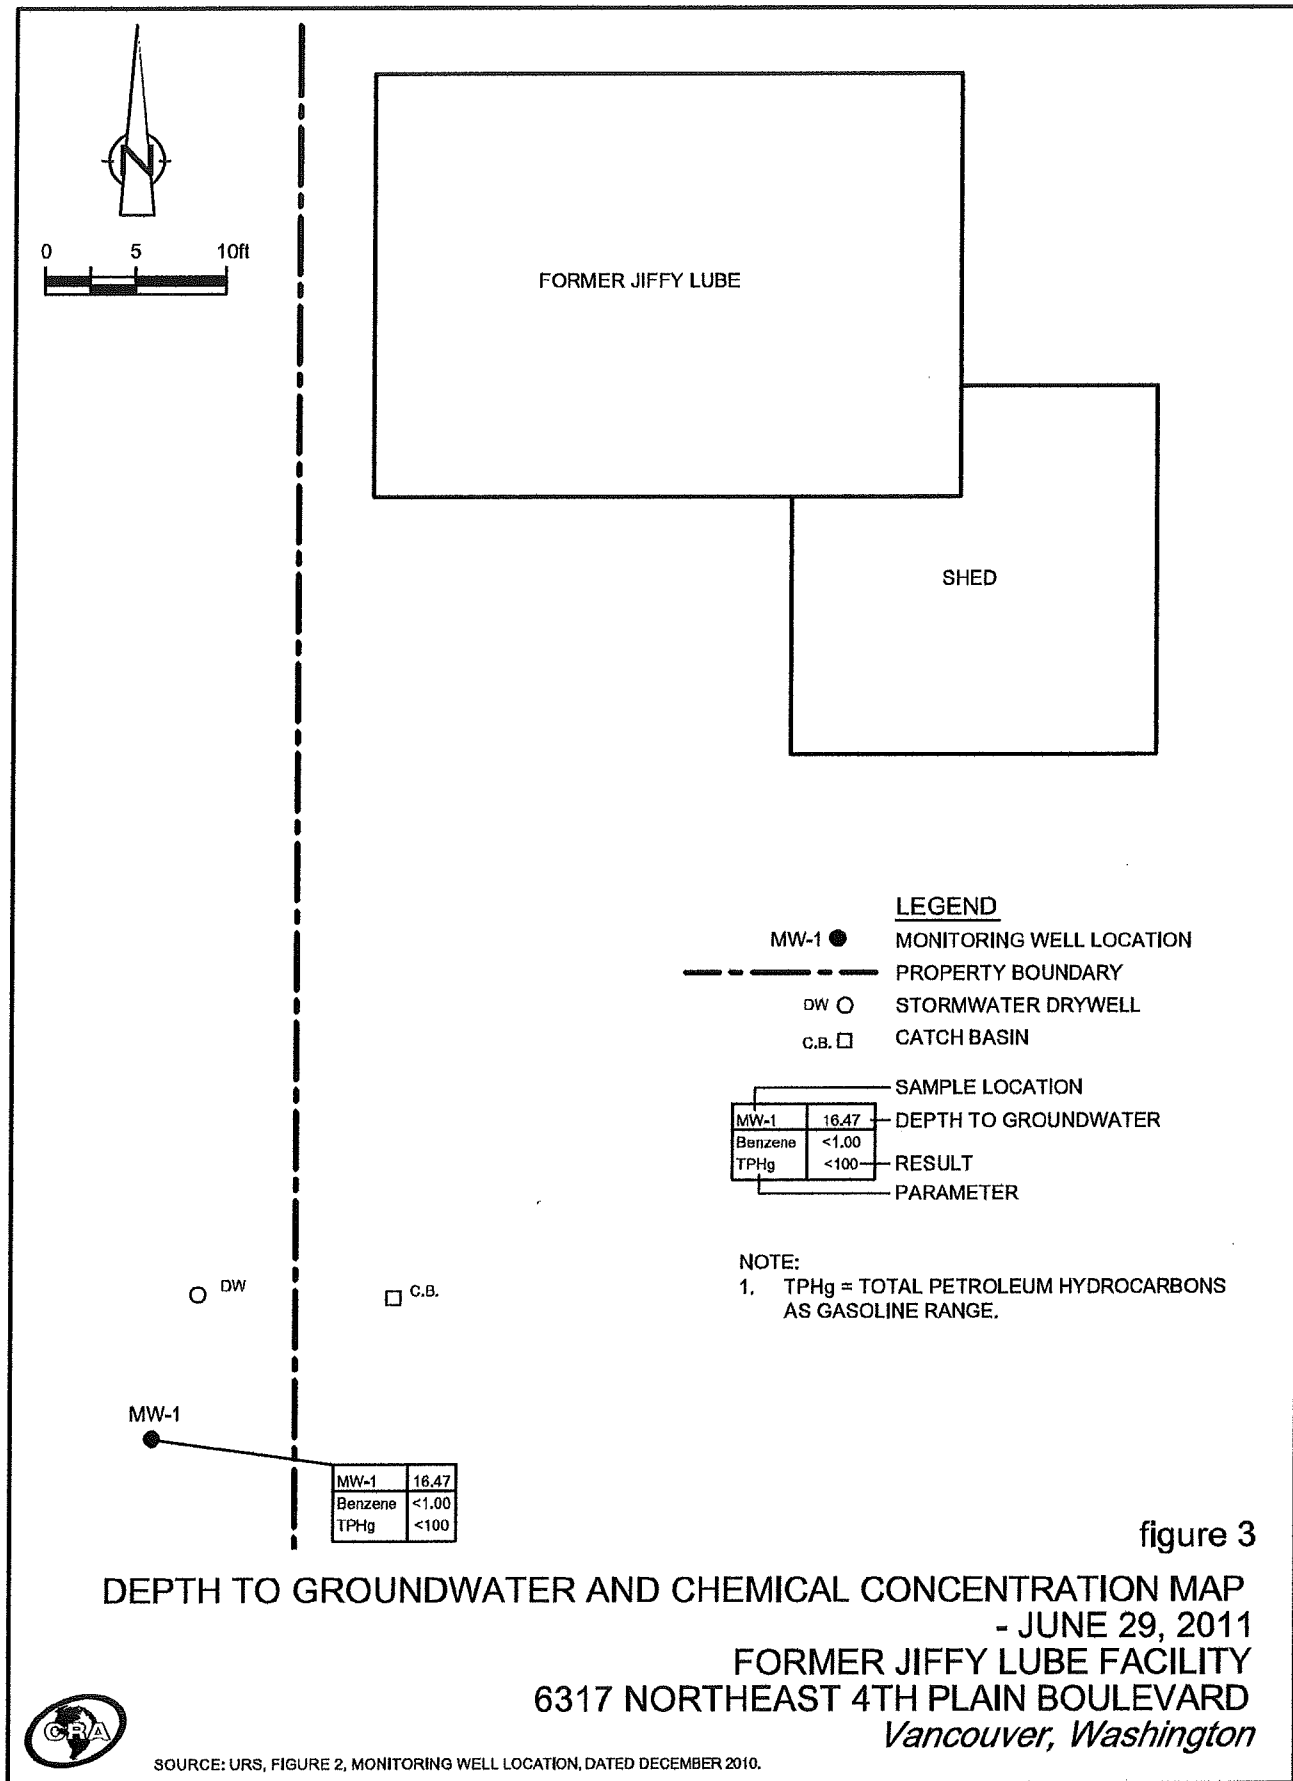 N
0 5 10ft
FORMER JIFFY LUBE
SHED
LEGEND
MW-1 MONITORING WELL LOCATION
PROPERTY BOUNDARY
DW STORMWATER DRYWELL
C.B. CATCH BASIN
SAMPLE LOCATION
MW-1 16.47 DEPTH TO GROUNDWATER
Benzene <1.00
TPHg <100 RESULT
PARAMETER
NOTE:
1. TPHg = TOTAL PETROLEUM HYDROCARBONS
AS GASOLINE RANGE.
DW
C.B.
MW-1
MW-1 16.47
Benzene <1.00
TPHg <100
figure 3
DEPTH TO GROUNDWATER AND CHEMICAL CONCENTRATION MAP
- JUNE 29, 2011
FORMER JIFFY LUBE FACILITY
6317 NORTHEAST 4TH PLAIN BOULEVARD
Vancouver, Washington
CRA
SOURCE: URS, FIGURE 2, MONITORING WELL LOCATION, DATED DECEMBER 2010.